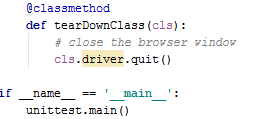 @classmethod
def tearDownClass(cls):
# close the browser window
cls.driver.quit()
if __name__ == '__main__':
unittest.main()